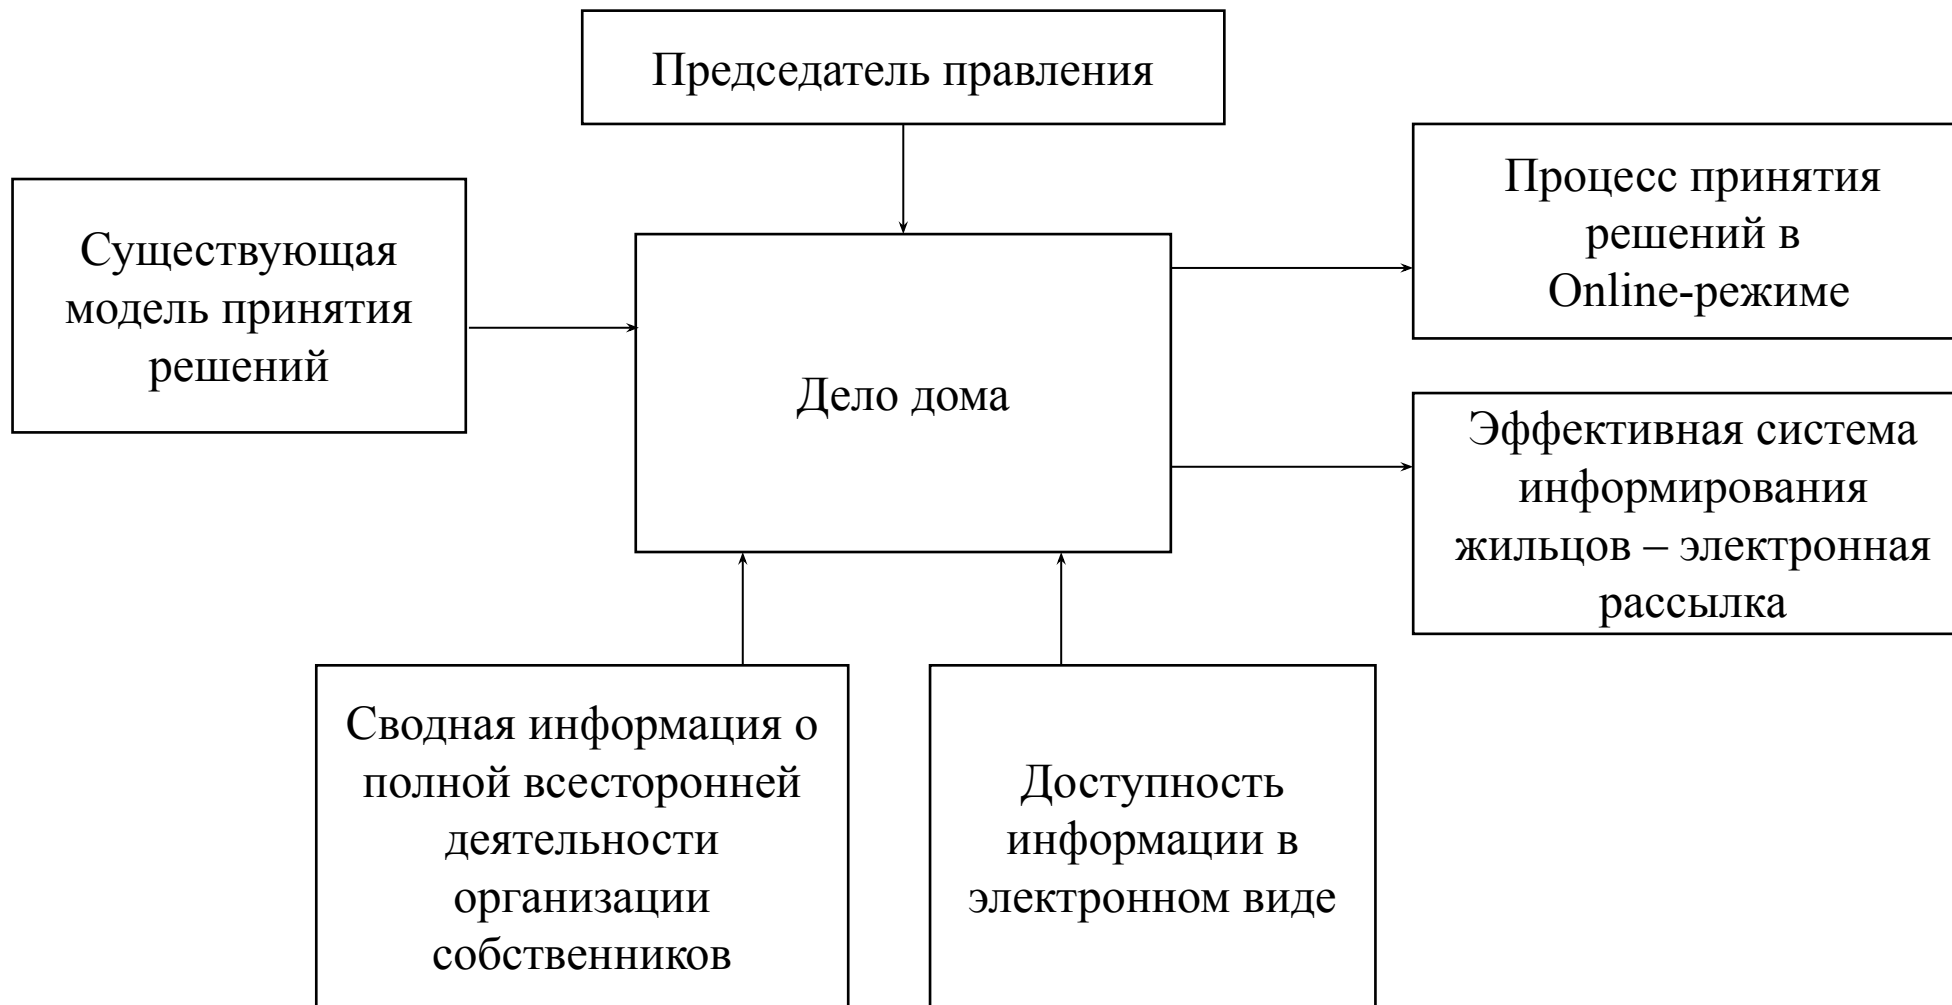 Председатель правления
Существующая
модель принятия
решений
Дело дома
Процесс принятия
решений в
Online-режиме
Эффективная система
информирования
жильцов – электронная
рассылка
Сводная информация о
полной всесторонней
деятельности
организации
собственников
Доступность
информации в
электронном виде